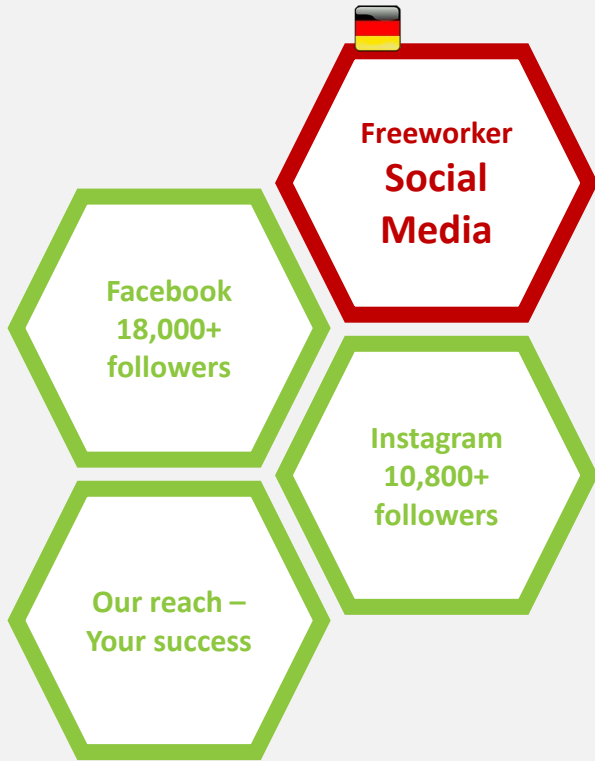 Freeworker
Social
Media
Facebook
18,000+
followers
Instagram
10,800+
followers
Our reach –
Your success